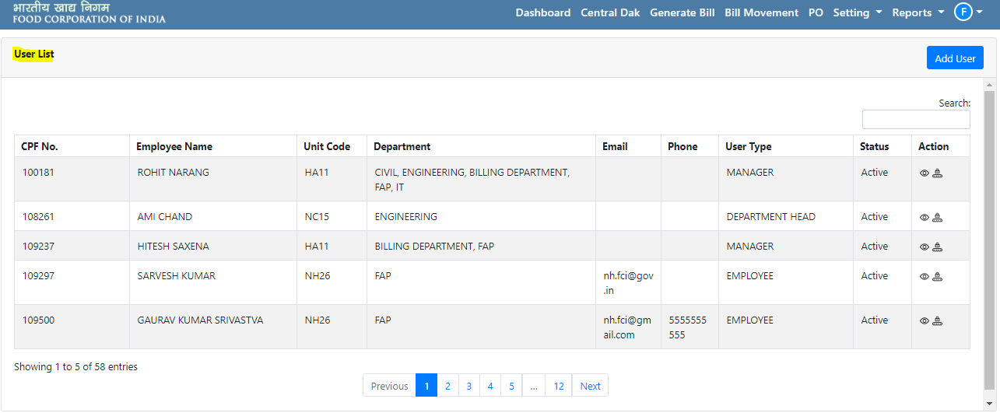 भारतीय खाद्य निगम
FOOD CORPORATION OF INDIA
Dashboard Central Dak Generate Bill Bill Movement PO Setting Reports F
User List
Add User
Search:
CPF No. Employee Name Unit Code Department Email Phone User Type Status Action
100181 ROHIT NARANG HA11 CIVIL, ENGINEERING, BILLING DEPARTMENT, MANAGER Active
FAP, IT
108261 AMI CHAND NC15 ENGINEERING DEPARTMENT HEAD Active
109237 HITESH SAXENA HA11 BILLING DEPARTMENT, FAP MANAGER Active
109297 SARVESH KUMAR NH26 FAP nh.fci@gov EMPLOYEE Active
.in
109500 GAURAV KUMAR SRIVASTVA NH26 FAP nh.fci@gm 5555555 EMPLOYEE Active
ail.com 555
Showing 1 to 5 of 58 entries
Previous 1 2 3 4 5 ... 12 Next